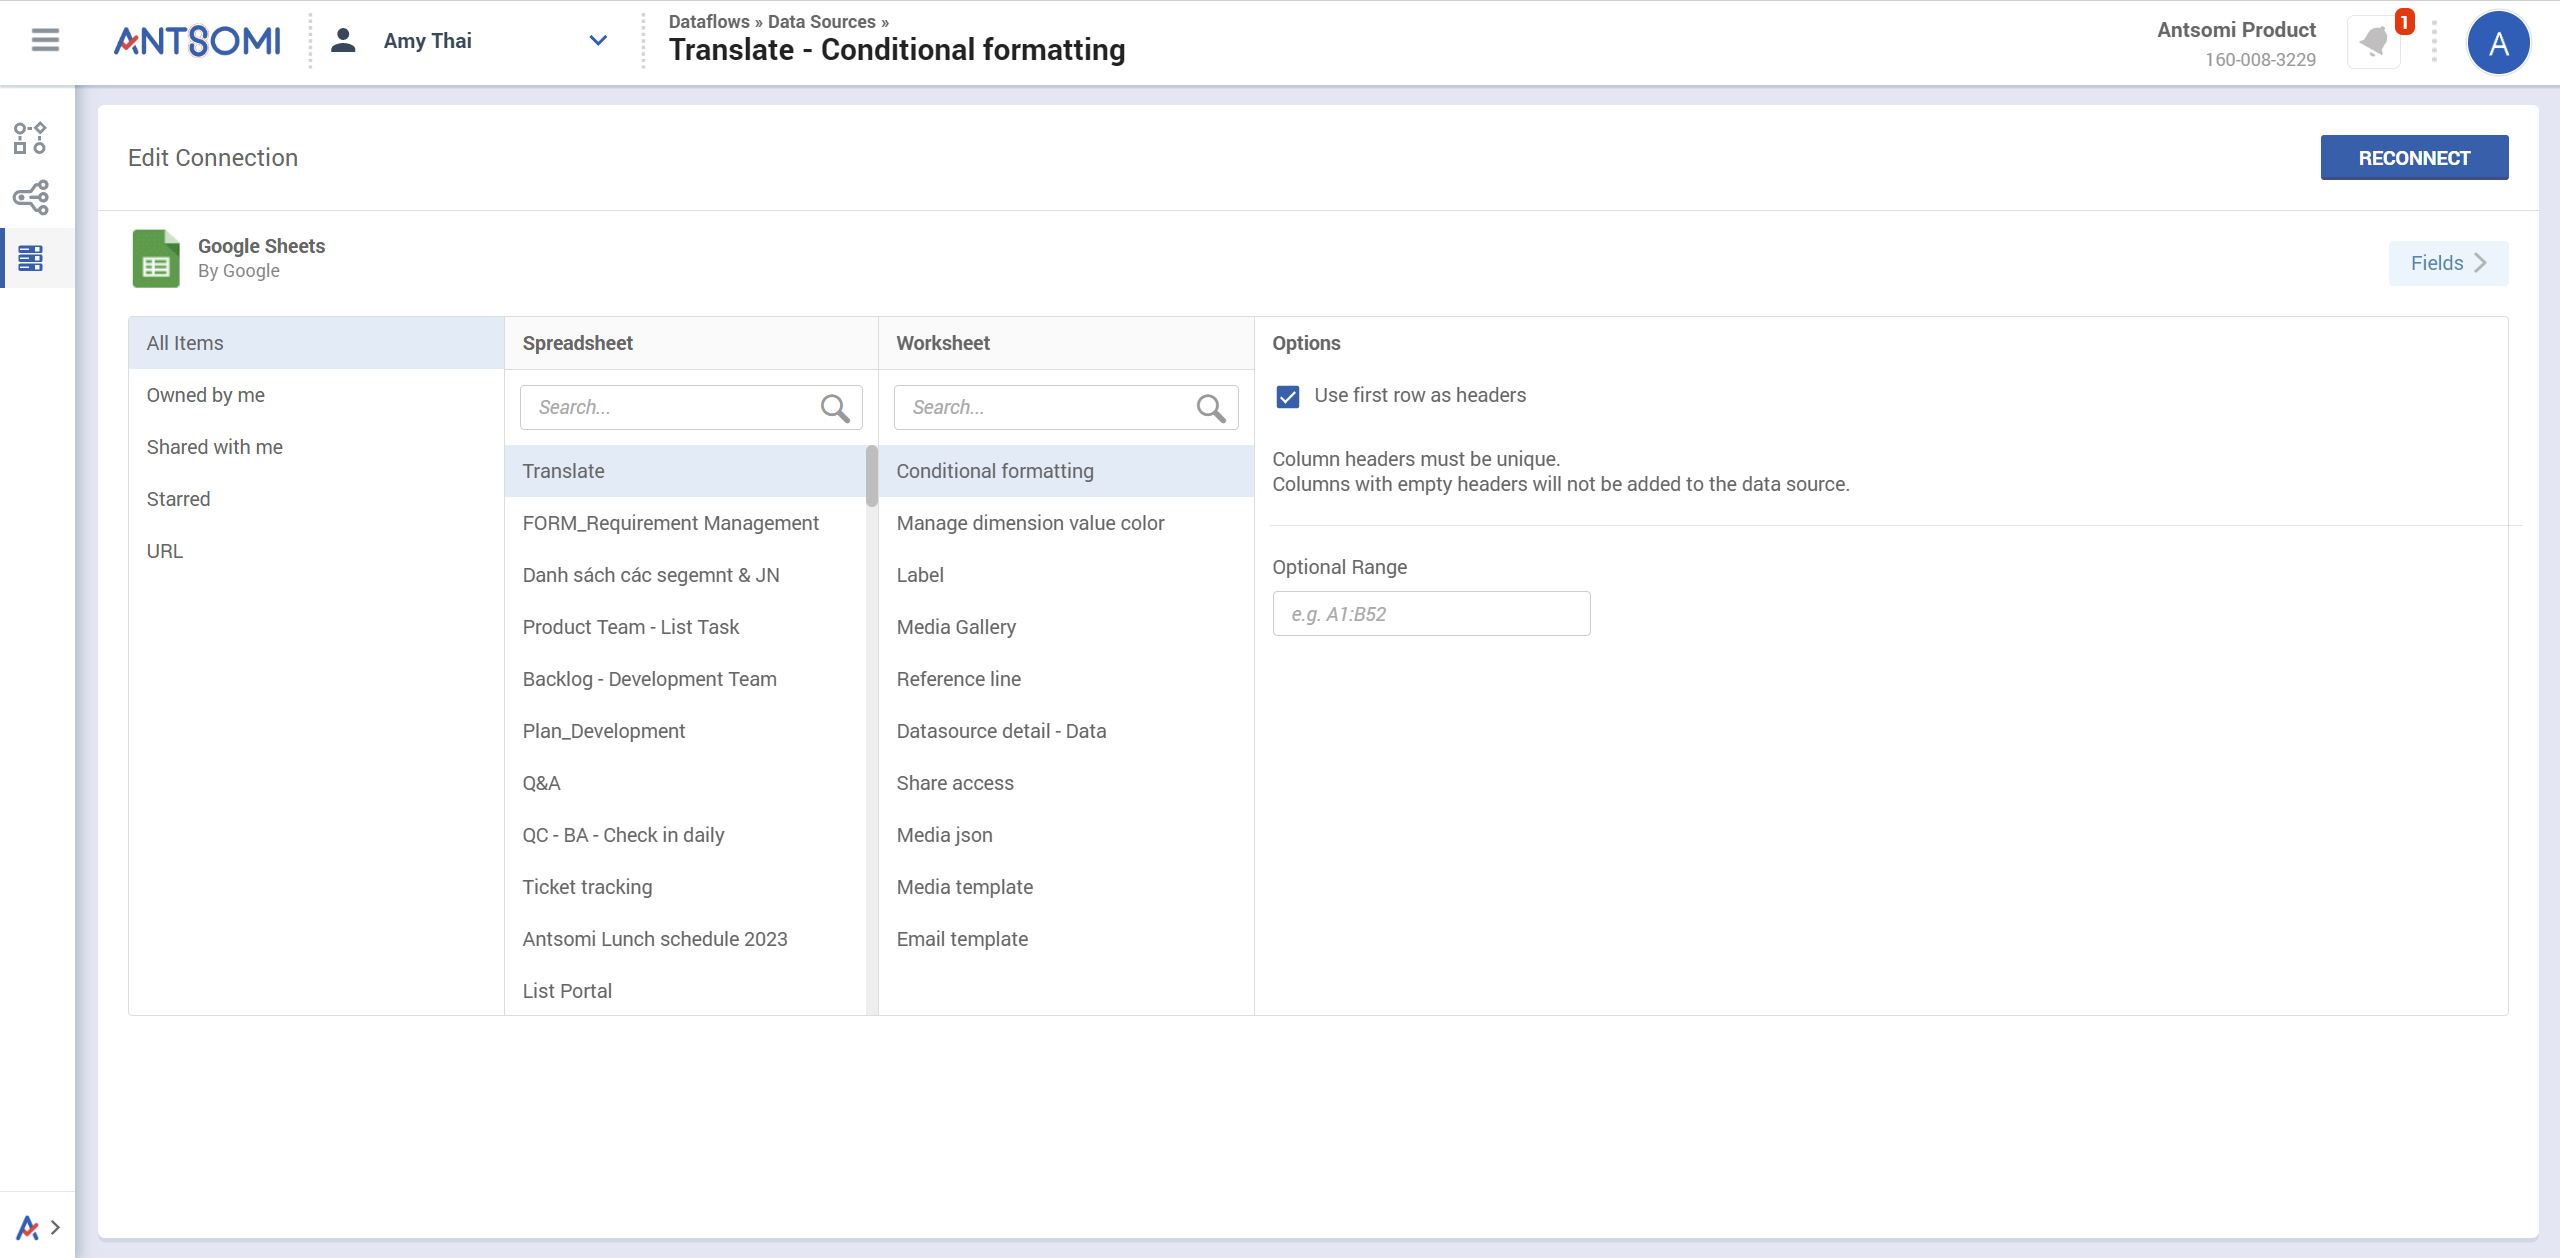 ANTSOMI
Amy Thai
Dataflows » Data Sources »
Translate - Conditional formatting
Antsomi Product
160-008-3229
1
A
Edit Connection
RECONNECT
Google Sheets
By Google
Fields
All Items
Owned by me
Shared with me
Starred
URL
Spreadsheet
Search...
Translate
FORM_Requirement Management
Danh sách các segemnt & JN
Product Team - List Task
Backlog - Development Team
Plan_Development
Q&A
QC - BA - Check in daily
Ticket tracking
Antsomi Lunch schedule 2023
List Portal
Worksheet
Search...
Conditional formatting
Manage dimension value color
Label
Media Gallery
Reference line
Datasource detail - Data
Share access
Media json
Media template
Email template
Options
Use first row as headers
Column headers must be unique.
Columns with empty headers will not be added to the data source.
Optional Range
e.g. A1:B52